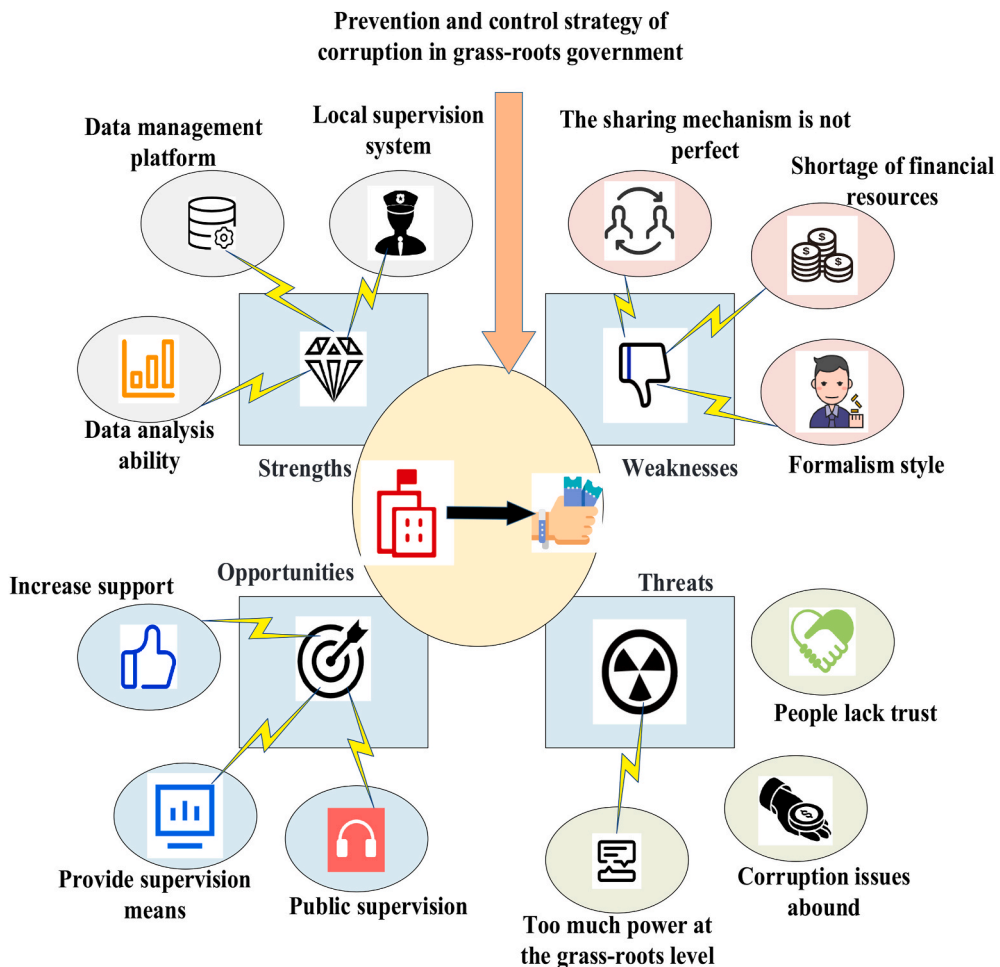 Prevention and control strategy of
corruption in grass-roots government
Data management
platform
Local supervision
system
The sharing mechanism is not
perfect
Shortage of financial
resources
Data analysis
ability
Strengths
Weaknesses
Formalism style
Increase support
Opportunities
Threats
People lack trust
Provide supervision
means
Public supervision
Too much power at
the grass-roots level
Corruption issues
abound